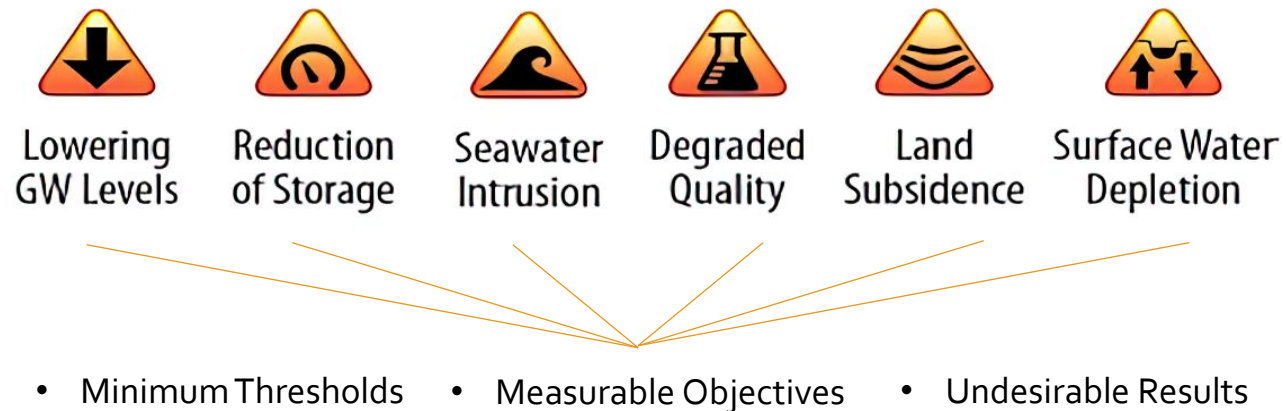 Lowering
GW Levels
Reduction
of Storage
Seawater
Intrusion
Degraded
Quality
Land
Subsidence
Surface Water
Depletion
• Minimum Thresholds
• Measurable Objectives
• Undesirable Results